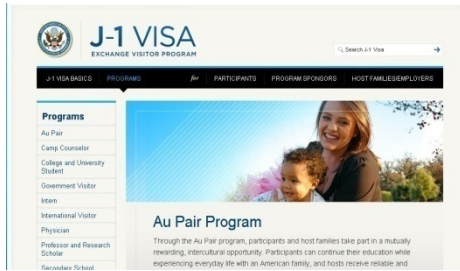 J-1 VISA
EXCHANGE VISITOR PROGRAM
Search J-1 Visa
J-1 VISA BASICS PROGRAMS for PARTICIPANTS PROGRAM SPONSORS HOST FAMILIES/EMPLOYERS
Programs
Au Pair
Camp Counselor
College and University
Student
Government Visitor
Intern
International Visitor
Physician
Professor and Research
Scholar
Secondary School
Au Pair Program
Through the Au Pair program, participants and host families take part in a mutually
rewarding, intercultural opportunity. Participants can continue their education while
experiencing everyday life with an American family, and hosts receive reliable and